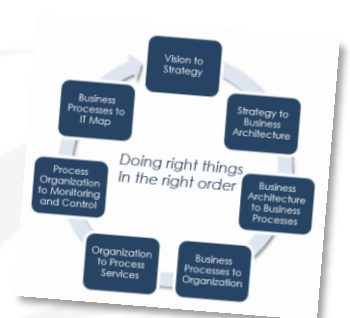 Vision to
Strategy
Strategy to
Business
Architecture
Business
Architecture
to Business
Processes
Business
Processes to
Organization
Organization
to Process
Services
Process
Organization
to Monitoring
and Control
Business
Processes to
IT Map
Doing right things
In the right order